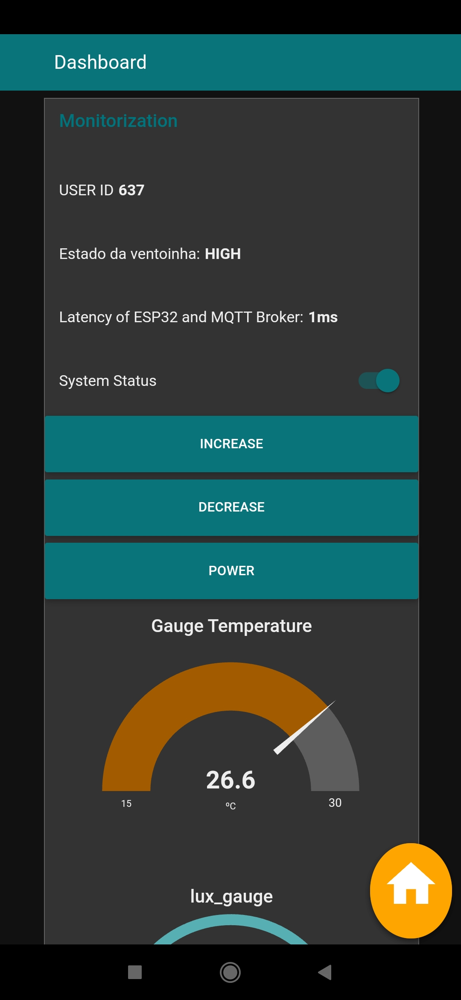 Dashboard
Monitorization
USER ID 637
Estado da ventoinha: HIGH
Latency of ESP32 and MQTT Broker: 1ms
System Status
INCREASE
DECREASE
POWER
Gauge Temperature
26.6
15 ºC 30
lux_gauge